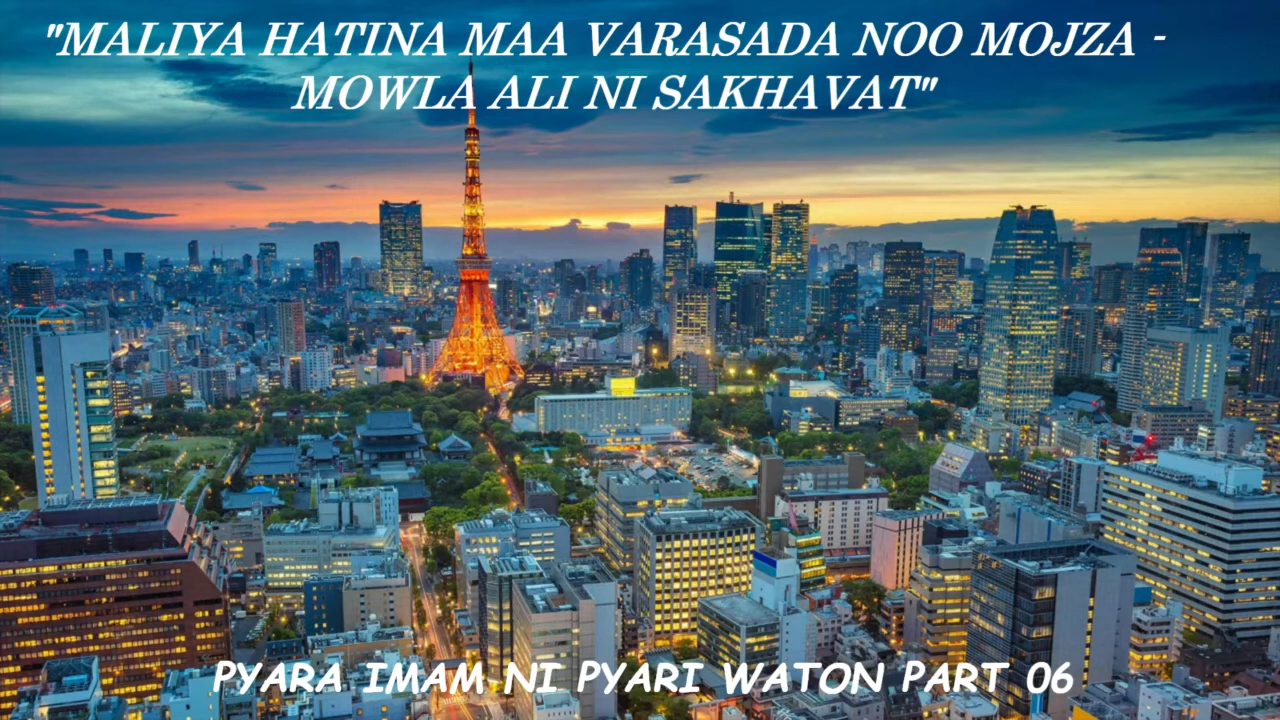 "MALIYA HATINA MAA VARASADA NOO MOJZA -
MOWLA ALI NI SAKHAVAT"
PYARA IMAM NI PYARI WATON PART 06